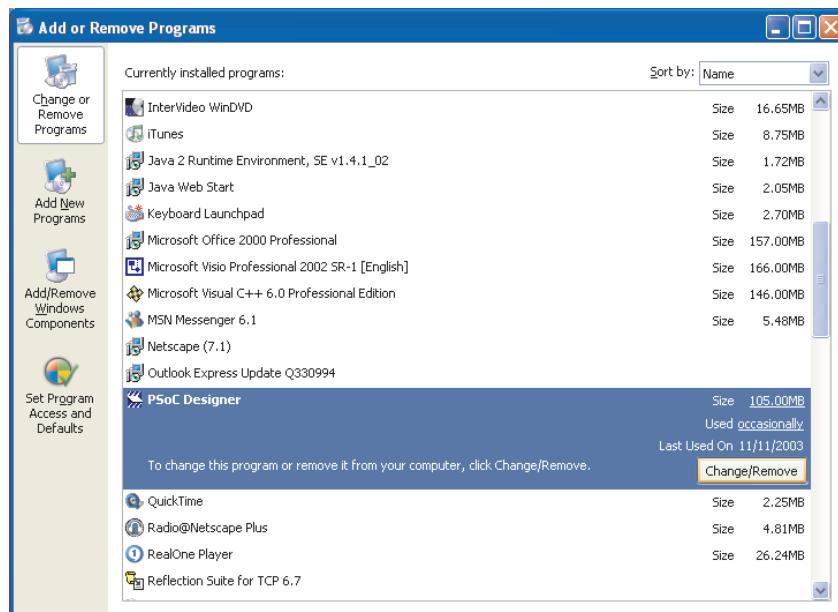 Add or Remove Programs
Change or
Remove
Programs
Add New
Programs
Add/Remove
Windows
Components
Set Program
Access and
Defaults
Currently installed programs:
Sort by: Name
InterVideo WinDVD Size 16.65MB
iTunes Size 8.75MB
Java 2 Runtime Environment, SE v1.4.1_02 Size 1.72MB
Java Web Start Size 2.05MB
Keyboard Launchpad Size 2.70MB
Microsoft Office 2000 Professional Size 157.00MB
Microsoft Visio Professional 2002 SR-1 [English] Size 166.00MB
Microsoft Visual C++ 6.0 Professional Edition Size 146.00MB
MSN Messenger 6.1 Size 5.48MB
Netscape (7.1)
Outlook Express Update Q330994
PSoC Designer Size 105.00MB
Used occasionally
Last Used On 11/11/2003
To change this program or remove it from your computer, click Change/Remove. Change/Remove
QuickTime Size 2.25MB
Radio@Netscape Plus Size 4.81MB
RealOne Player Size 26.24MB
Reflection Suite for TCP 6.7